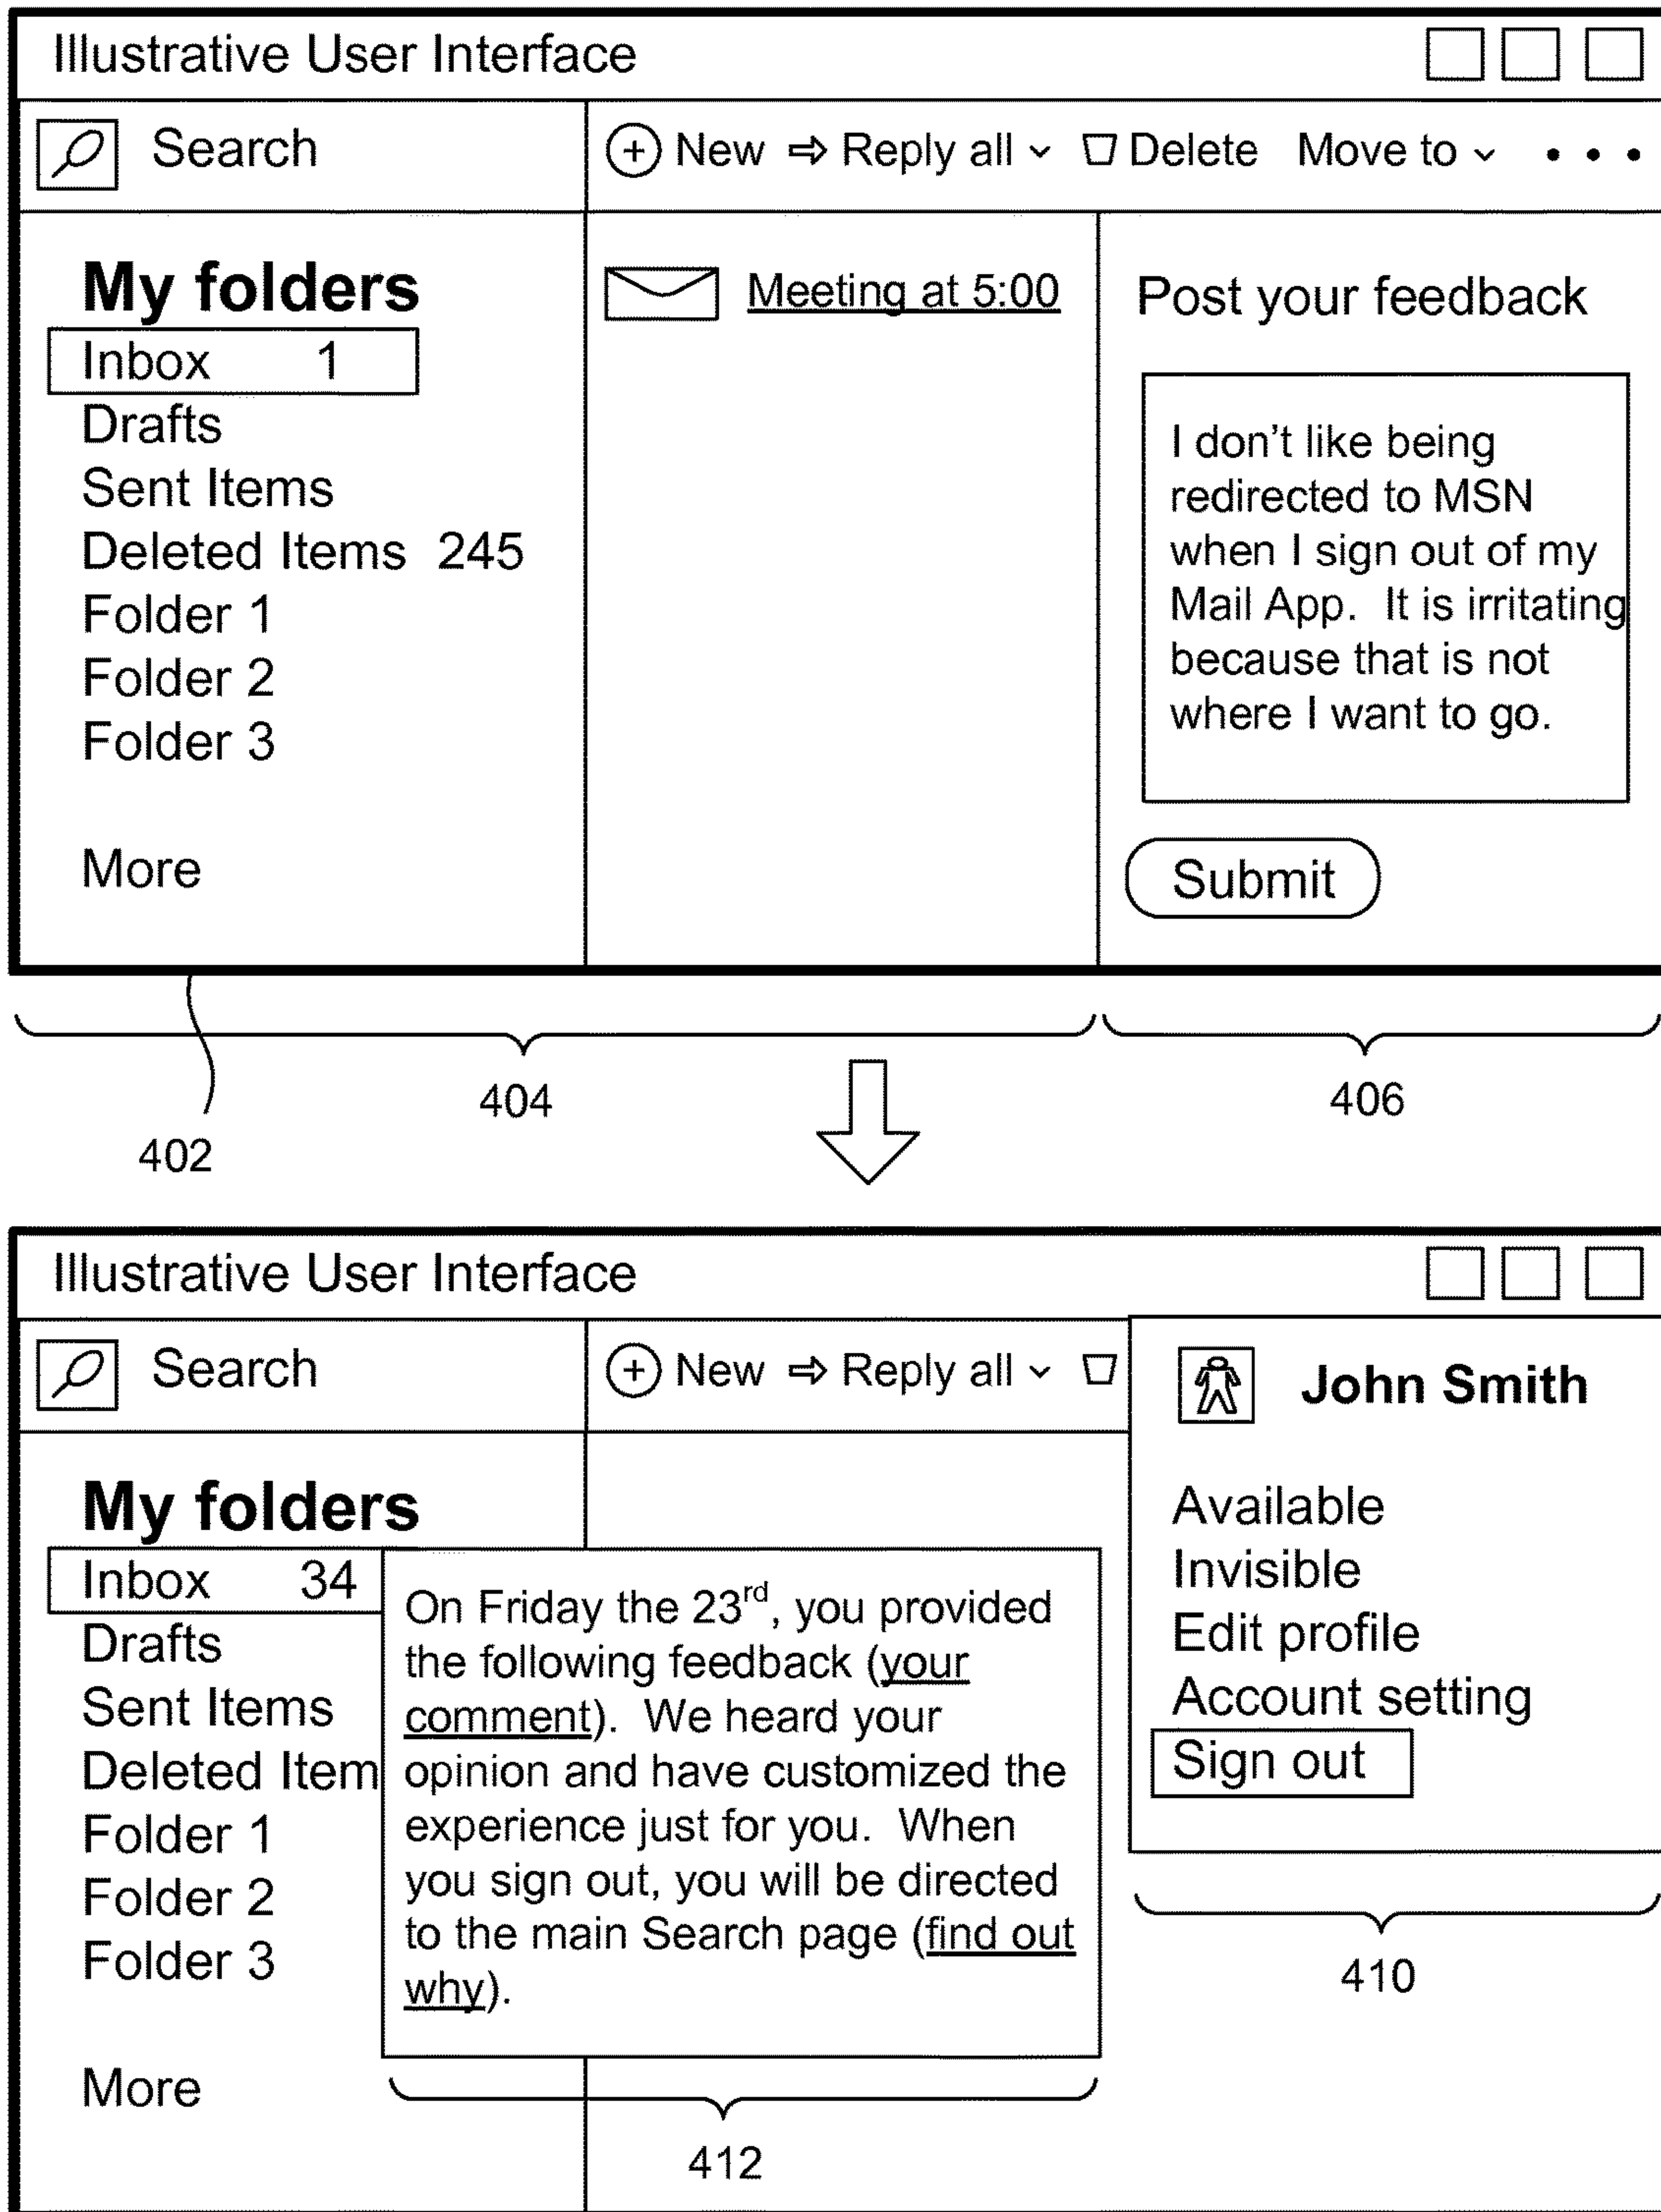 Illustrative User Interface
Search
New Reply all Delete Move to
My folders
Inbox 1
Drafts
Sent Items
Deleted Items 245
Folder 1
Folder 2
Folder 3
More
Meeting at 5:00
Post your feedback
I don't like being
redirected to MSN
when I sign out of my
Mail App. It is irritating
because that is not
where I want to go.
Submit
402
404
406
Illustrative User Interface
Search
New Reply all
My folders
Inbox 34
Drafts
Sent Items
Deleted Item
Folder 1
Folder 2
Folder 3
More
On Friday the 23rd, you provided
the following feedback (your
comment). We heard your
opinion and have customized the
experience just for you. When
you sign out, you will be directed
to the main Search page (find out
why).
John Smith
Available
Invisible
Edit profile
Account setting
Sign out
410
412